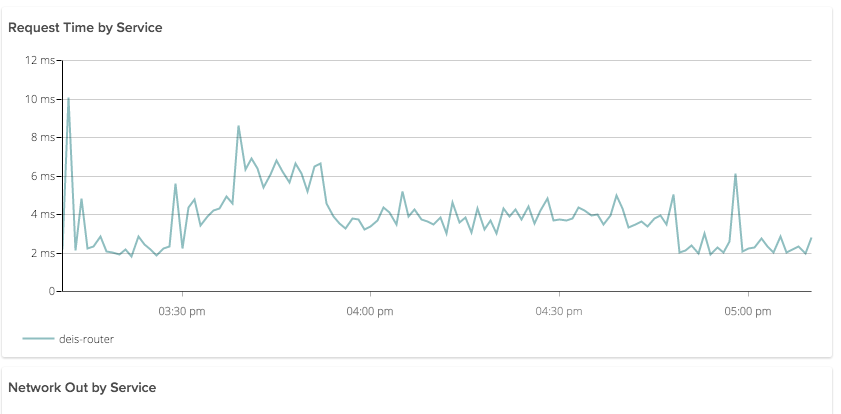 Request Time by Service
12 ms
10 ms
8 ms
6 ms
4 ms
2 ms
0
03:30 pm 04:00 pm 04:30 pm 05:00 pm
deis-router
Network Out by Service